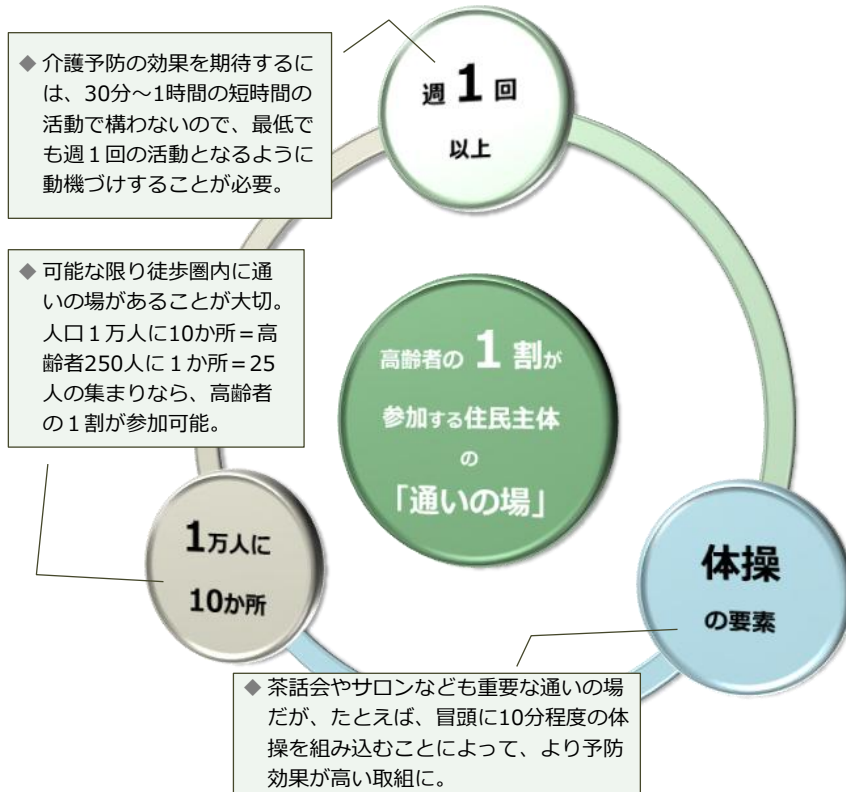 ◆ 介護予防の効果を期待するに
は、30分～1時間の短時間の
活動で構わないので、最低で
も週１回の活動となるように
動機づけすることが必要。
週 1 回
以上
◆ 可能な限り徒歩圏内に通
いの場があることが大切。
人口１万人に10か所＝高
齢者250人に１か所＝25
人の集まりなら、高齢者
の１割が参加可能。
高齢者の 1 割が
参加する住民主体
の
「通いの場」
1万人に
10か所
体操
の要素
◆ 茶話会やサロンなども重要な通いの場
だが、たとえば、冒頭に10分程度の体
操を組み込むことによって、より予防
効果が高い取組に。